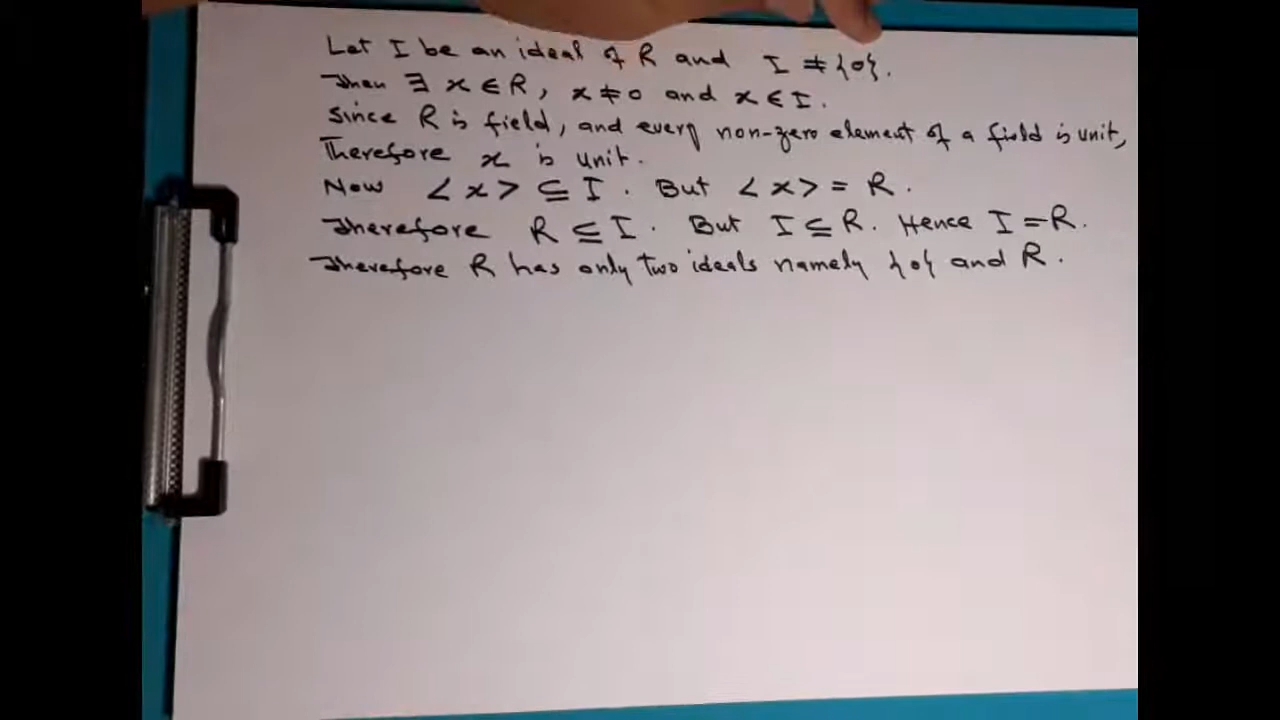 Let I be an ideal of R and I ≠ {0}.
Then ∃ x ∈ R, x ≠ 0 and x ∈ I.
Since R is field, and every non-zero element of a field is unit,
Therefore x is unit.
Now <x> ⊆ I. But <x> = R.
Therefore R ⊆ I. But I ⊆ R. Hence I = R.
Therefore R has only two ideals namely {0} and R.